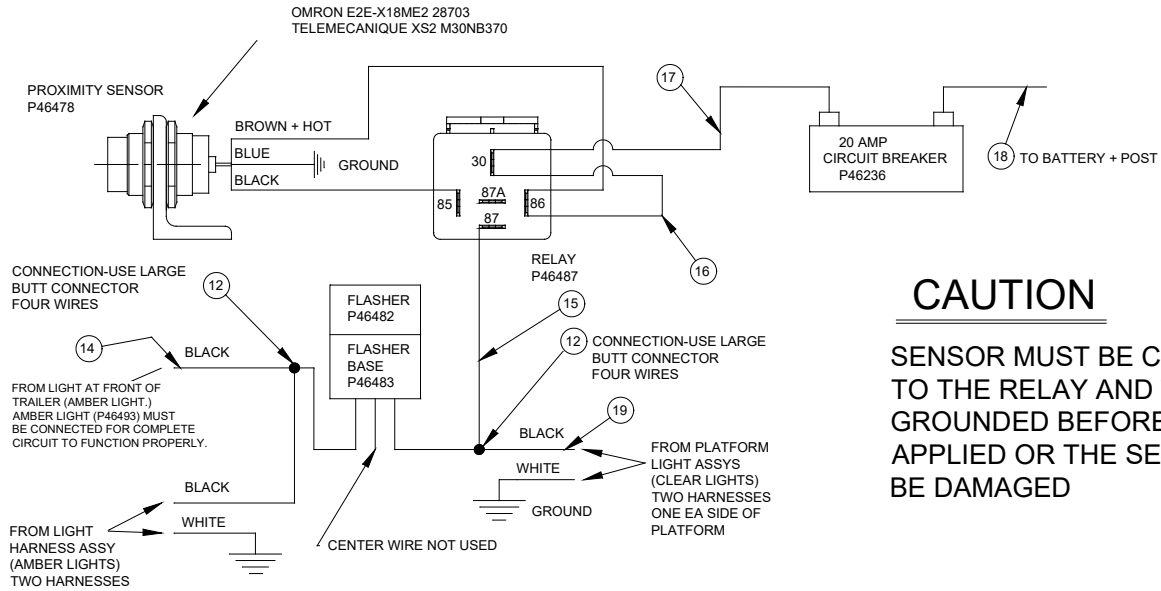 OMRON E2E-X18ME2 28703
TELEMECANIQUE XS2 M30NB370
PROXIMITY SENSOR
P46478
BROWN + HOT
BLUE
GROUND
BLACK
30
87A
85
86
87
RELAY
P46487
17
16
20 AMP
CIRCUIT BREAKER
P46236
18
TO BATTERY + POST
CONNECTION-USE LARGE
BUTT CONNECTOR
FOUR WIRES
12
14
BLACK
FROM LIGHT AT FRONT OF
TRAILER (AMBER LIGHT.)
AMBER LIGHT (P46493) MUST
BE CONNECTED FOR COMPLETE
CIRCUIT TO FUNCTION PROPERLY.
FLASHER
P46482
FLASHER
BASE
P46483
15
12
CONNECTION-USE LARGE
BUTT CONNECTOR
FOUR WIRES
19
BLACK
WHITE
GROUND
FROM PLATFORM
LIGHT ASSYS
(CLEAR LIGHTS)
TWO HARNESSES
ONE EA SIDE OF
PLATFORM
BLACK
WHITE
FROM LIGHT
HARNESS ASSY
(AMBER LIGHTS)
TWO HARNESSES
CENTER WIRE NOT USED
CAUTION
SENSOR MUST BE C
TO THE RELAY AND
GROUNDED BEFORE
APPLIED OR THE SE
BE DAMAGED